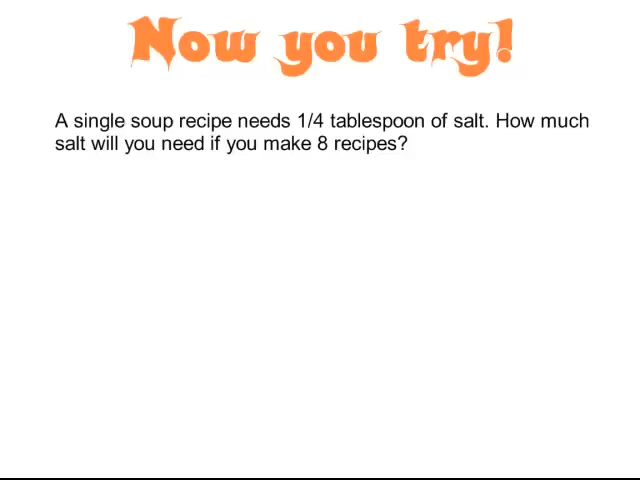 Now you try!
A single soup recipe needs 1/4 tablespoon of salt. How much
salt will you need if you make 8 recipes?